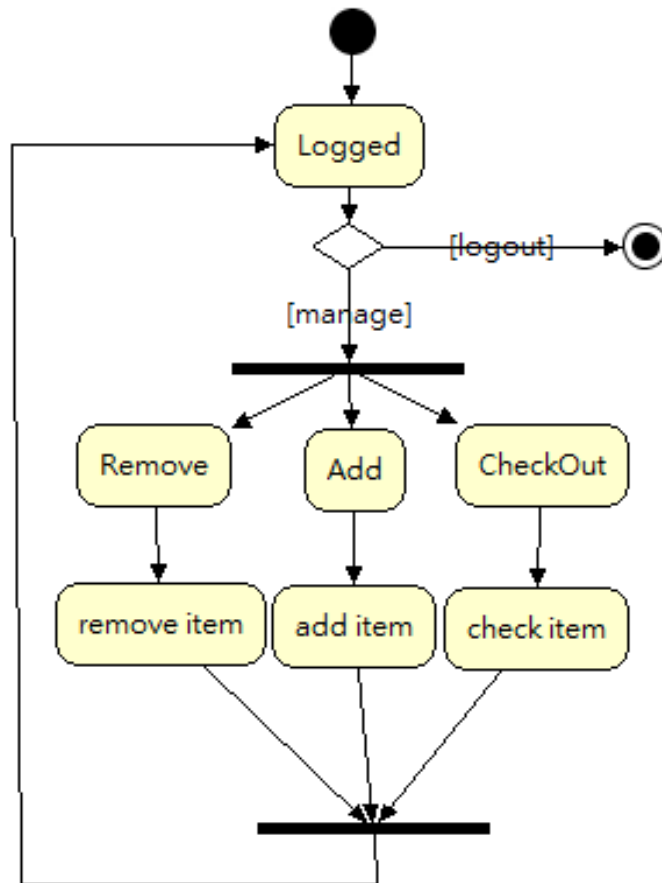 Logged
[logout]
[manage]
Remove
Add
CheckOut
remove item
add item
check item